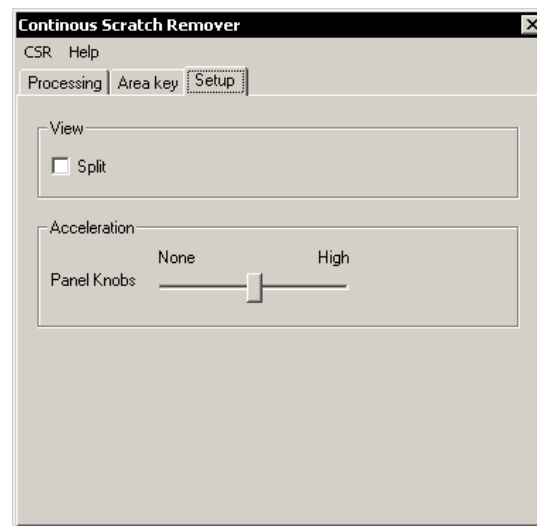 Continous Scratch Remover
CSR Help
Processing Area key Setup
View
Split
Acceleration
None High
Panel Knobs